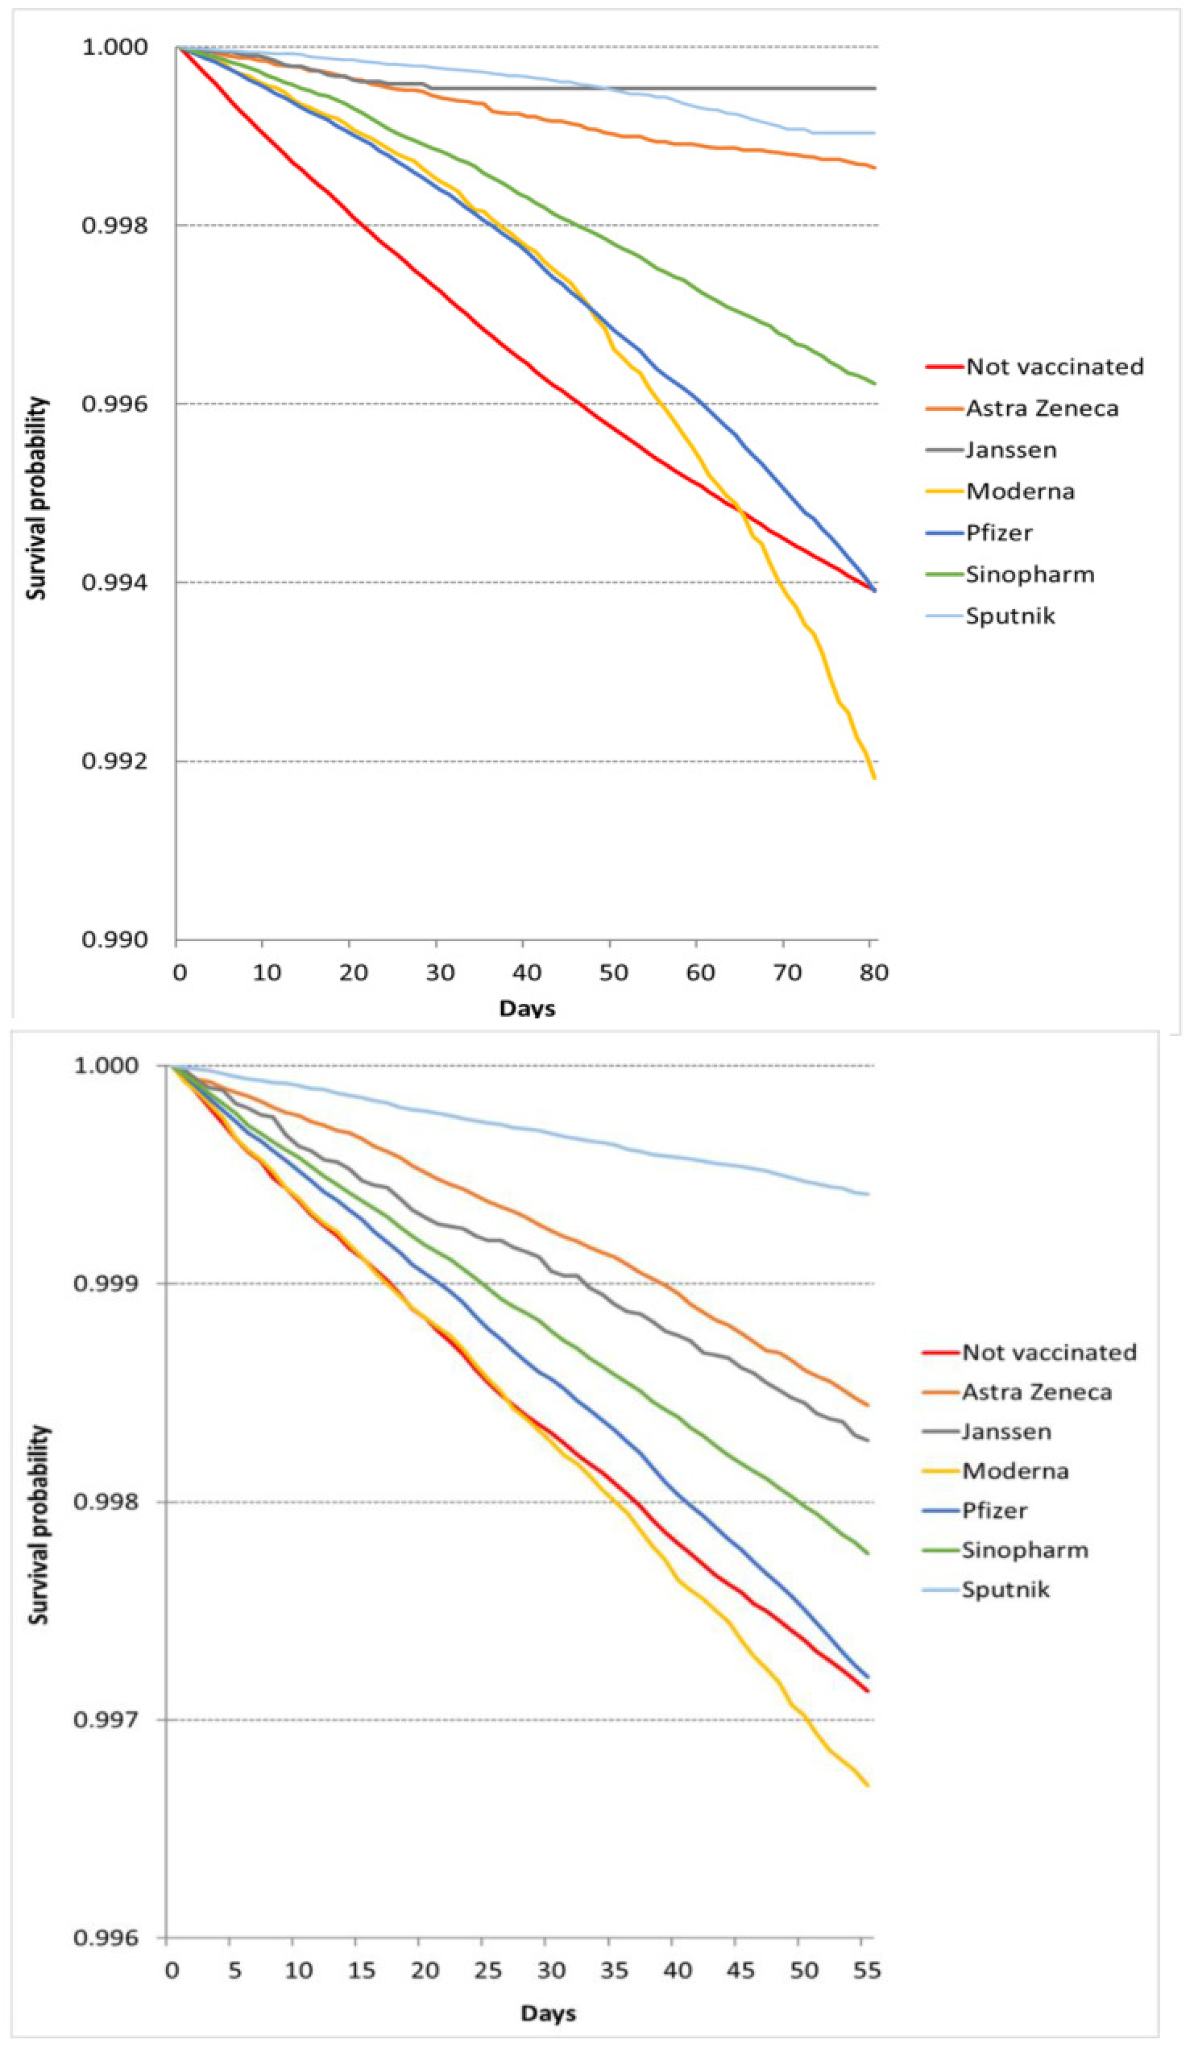 1.000
0.998
0.996
0.994
0.992
0.990
Survival probability
0 10 20 30 40 50 60 70 80
Days
Not vaccinated
Astra Zeneca
Janssen
Moderna
Pfizer
Sinopharm
Sputnik
1.000
0.999
0.998
0.997
0.996
Survival probability
0 5 10 15 20 25 30 35 40 45 50 55
Days
Not vaccinated
Astra Zeneca
Janssen
Moderna
Pfizer
Sinopharm
Sputnik